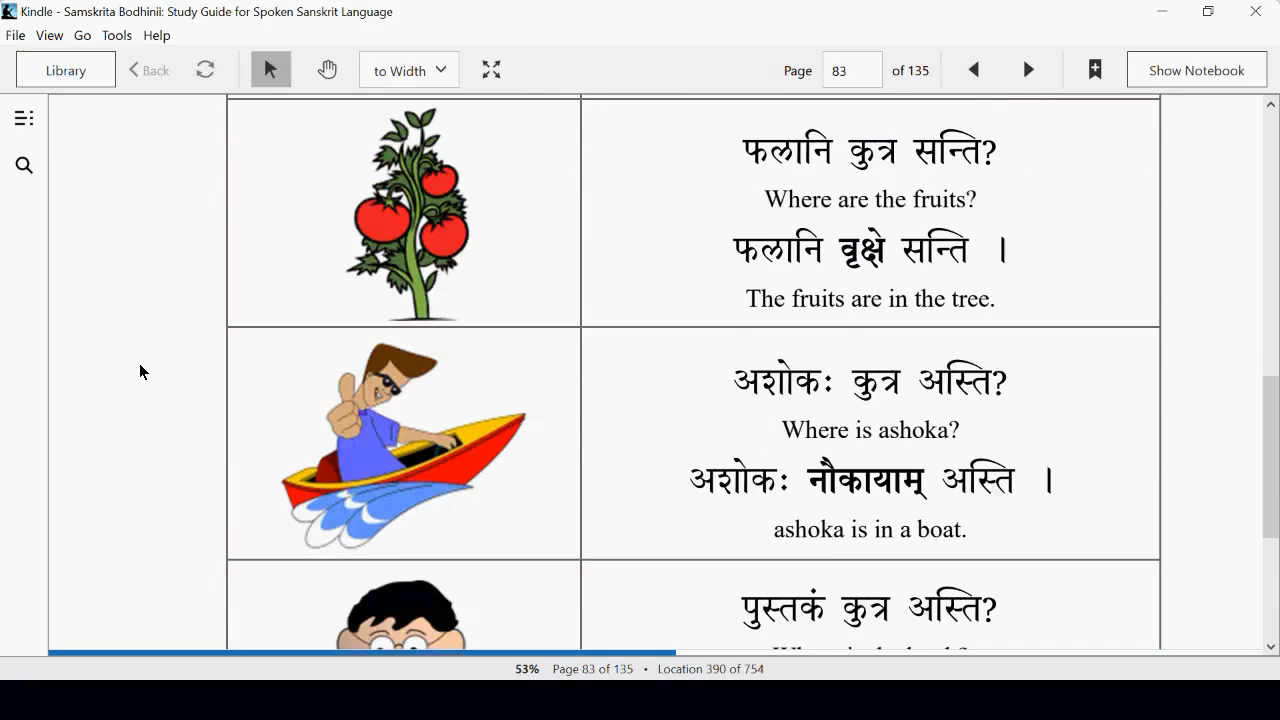 Kindle - Samskrita Bodhinii: Study Guide for Spoken Sanskrit Language
File View Go Tools Help
Library Back to Width Page 83 of 135 Show Notebook
फलानि कुत्र सन्ति?
Where are the fruits?
फलानि वृक्षे सन्ति ।
The fruits are in the tree.
अशोकः कुत्र अस्ति?
Where is ashoka?
अशोकः नौकायाम् अस्ति ।
ashoka is in a boat.
पुस्तकं कुत्र अस्ति?
53% Page 83 of 135 • Location 390 of 754